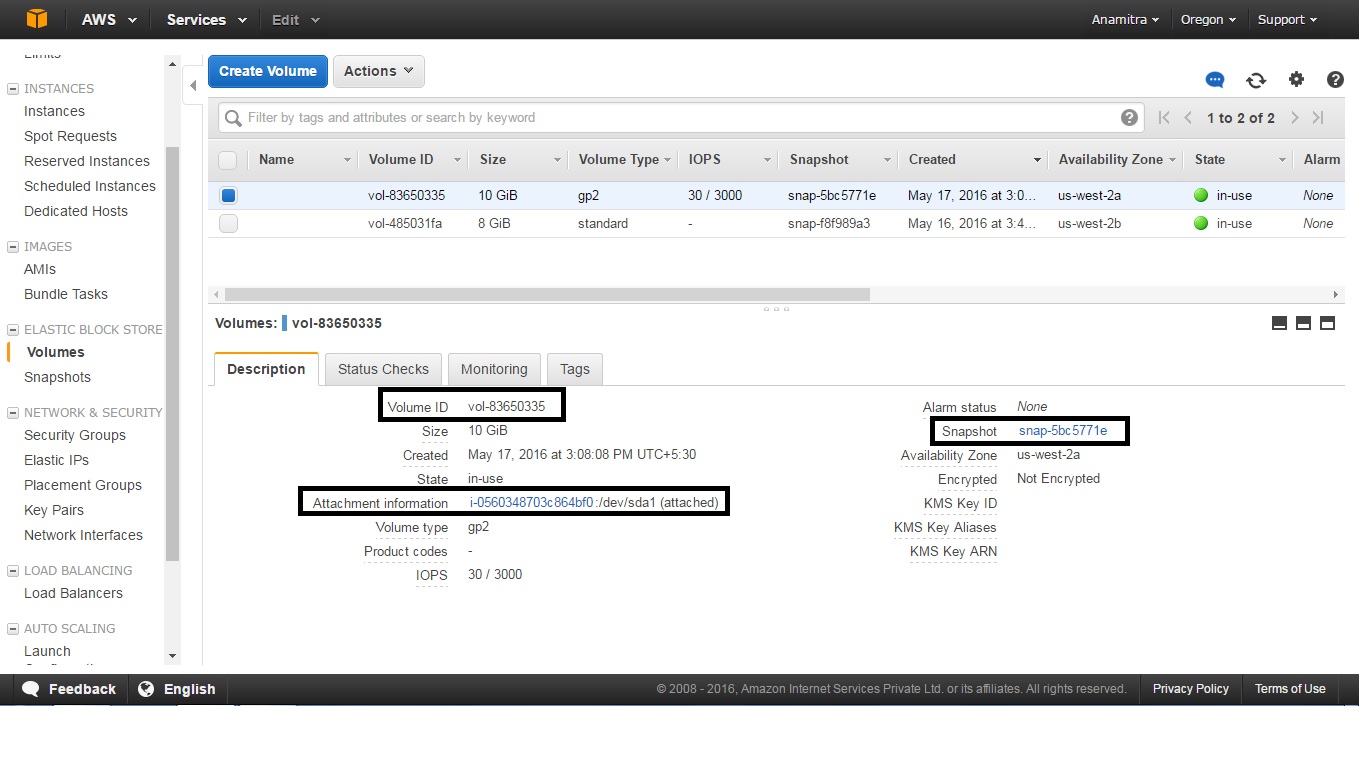 AWS Services Edit Anamitra Oregon Support
Limits
INSTANCES
Instances
Spot Requests
Reserved Instances
Scheduled Instances
Dedicated Hosts
IMAGES
AMIs
Bundle Tasks
ELASTIC BLOCK STORE
Volumes
Snapshots
NETWORK & SECURITY
Security Groups
Elastic IPs
Placement Groups
Key Pairs
Network Interfaces
LOAD BALANCING
Load Balancers
AUTO SCALING
Launch
Create Volume Actions
Filter by tags and attributes or search by keyword 1 to 2 of 2
Name Volume ID Size Volume Type IOPS Snapshot Created Availability Zone State Alarm
vol-83650335 10 GiB gp2 30 / 3000 snap-5bc5771e May 17, 2016 at 3:0... us-west-2a in-use None
vol-485031fa 8 GiB standard - snap-f8f989a3 May 16, 2016 at 3:4... us-west-2b in-use None
Volumes: vol-83650335
Description Status Checks Monitoring Tags
Volume ID vol-83650335
Size 10 GiB
Created May 17, 2016 at 3:08:08 PM UTC+5:30
State in-use
Attachment information i-0560348703c864bf0:/dev/sda1 (attached)
Volume type gp2
Product codes -
IOPS 30 / 3000
Alarm status None
Snapshot snap-5bc5771e
Availability Zone us-west-2a
Encrypted Not Encrypted
KMS Key ID
KMS Key Aliases
KMS Key ARN
Feedback English © 2008 - 2016, Amazon Internet Services Private Ltd. or its affiliates. All rights reserved. Privacy Policy Terms of Use